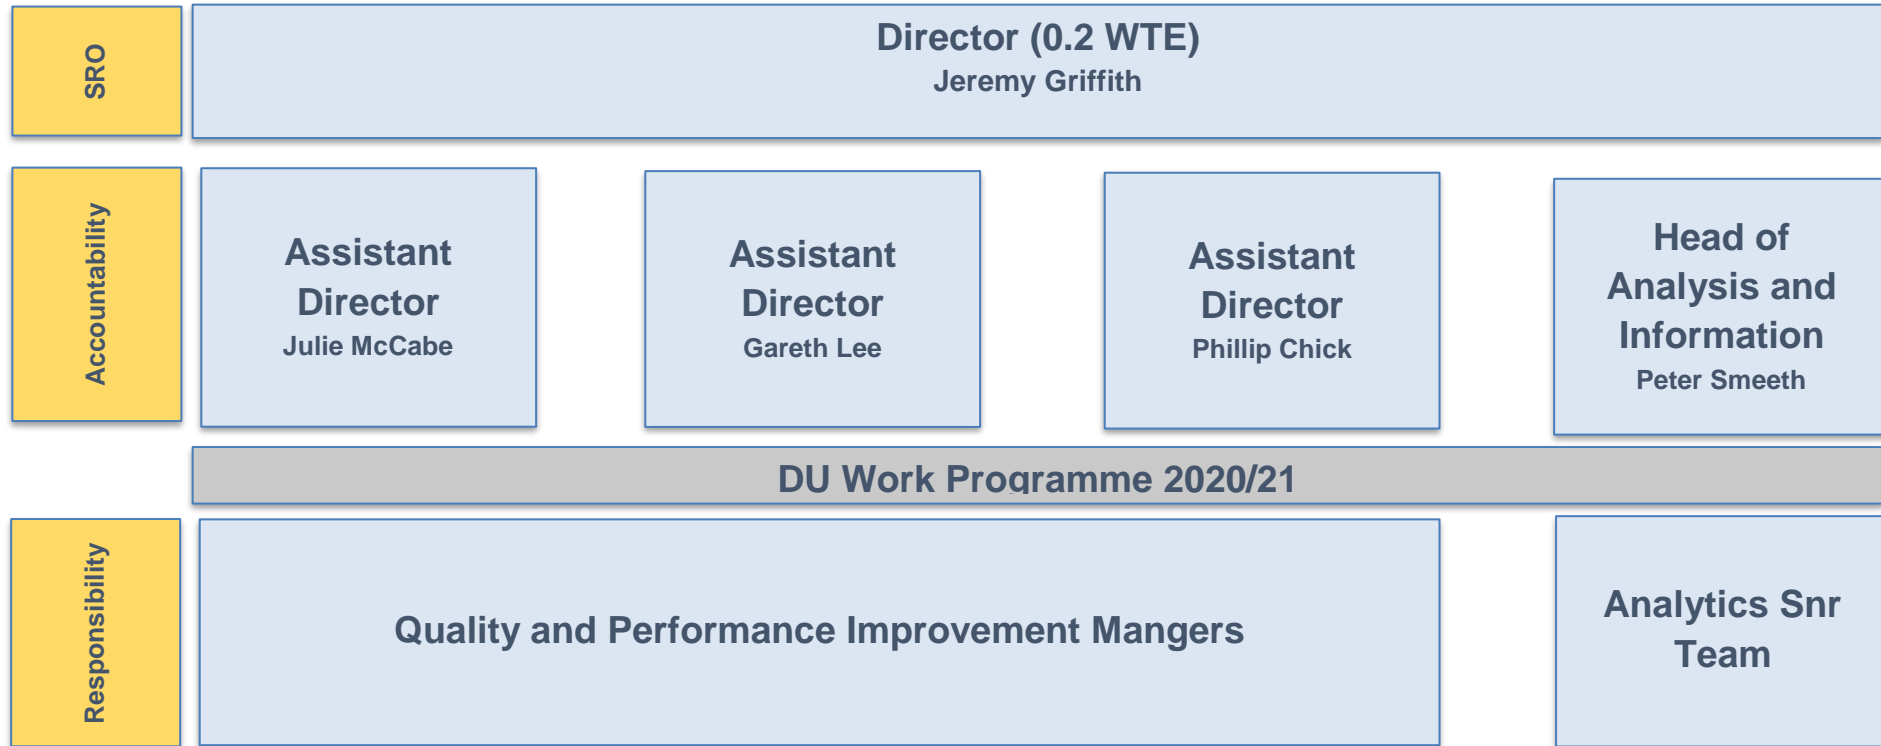 SRO
Director (0.2 WTE)
Jeremy Griffith
Accountability
Assistant
Director
Julie McCabe
Assistant
Director
Gareth Lee
Assistant
Director
Phillip Chick
Head of
Analysis and
Information
Peter Smeeth
DU Work Programme 2020/21
Responsibility
Quality and Performance Improvement Mangers
Analytics Snr
Team